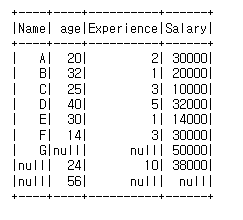 +----+----+----------+------+
|Name| age|Experience|Salary|
+----+----+----------+------+
|   A|  20|         2| 30000|
|   B|  32|         1| 20000|
|   C|  25|         3| 10000|
|   D|  40|         5| 32000|
|   E|  30|         1| 14000|
|   F|  14|         3| 30000|
|   G|null|      null| 50000|
|null|  24|        10| 38000|
|null|  56|      null|  null|
+----+----+----------+------+